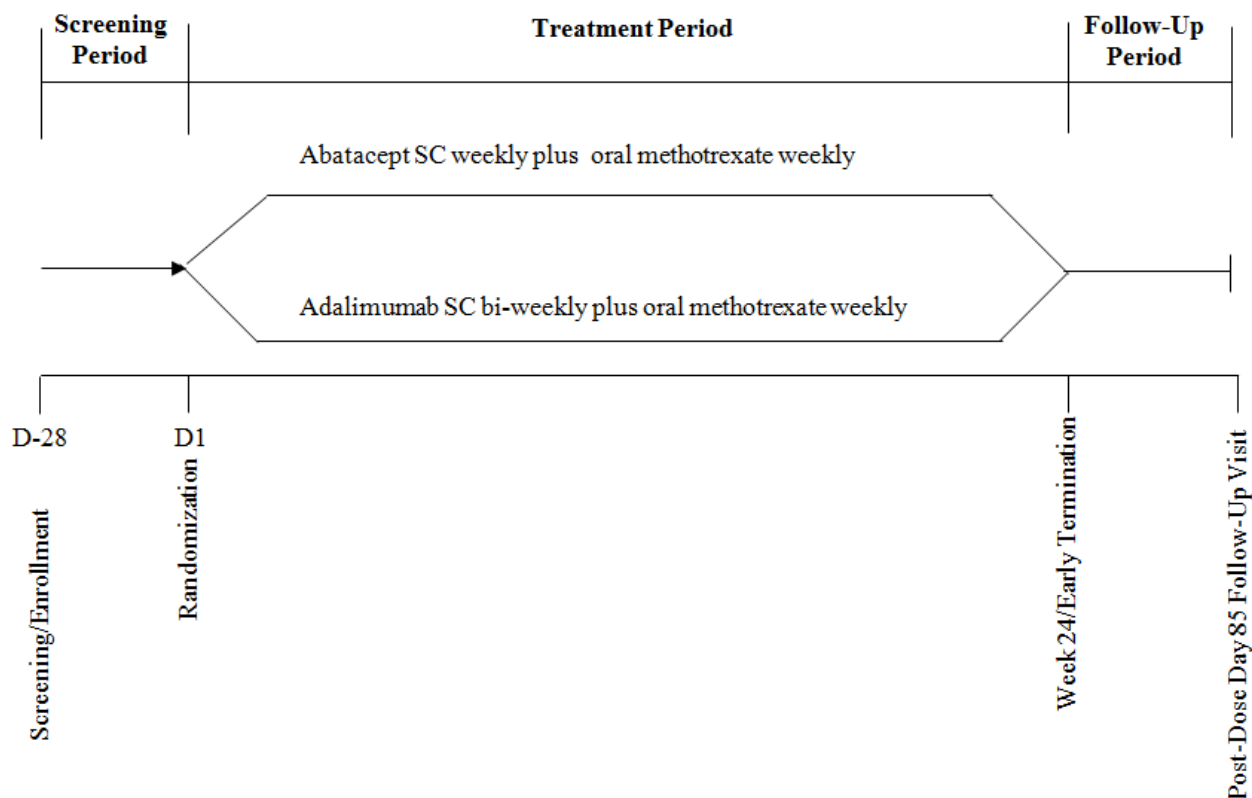 Screening
Period
Treatment Period
Follow-Up
Period
Abatacept SC weekly plus oral methotrexate weekly
Adalimumab SC bi-weekly plus oral methotrexate weekly
D-28
D1
Screening/Enrollment
Randomization
Week 24/Early Termination
Post-Dose Day 85 Follow-Up Visit